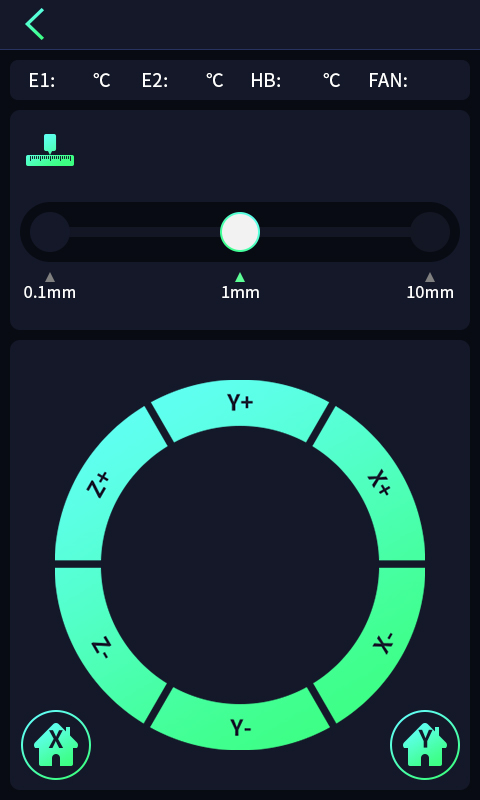 E1: ℃ E2: ℃ HB: ℃ FAN:
0.1mm 1mm 10mm
Y+
Z+ X+
Z- X-
Y-
X Y